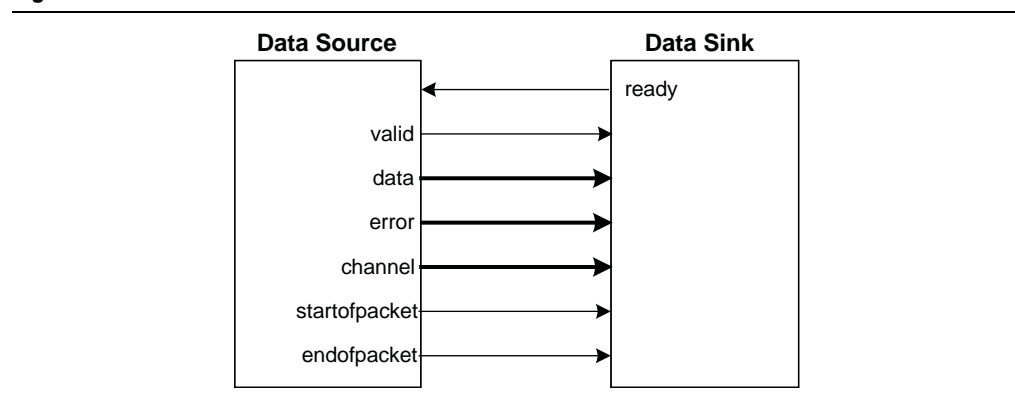 Data Source Data Sink
ready
valid
data
error
channel
startofpacket
endofpacket